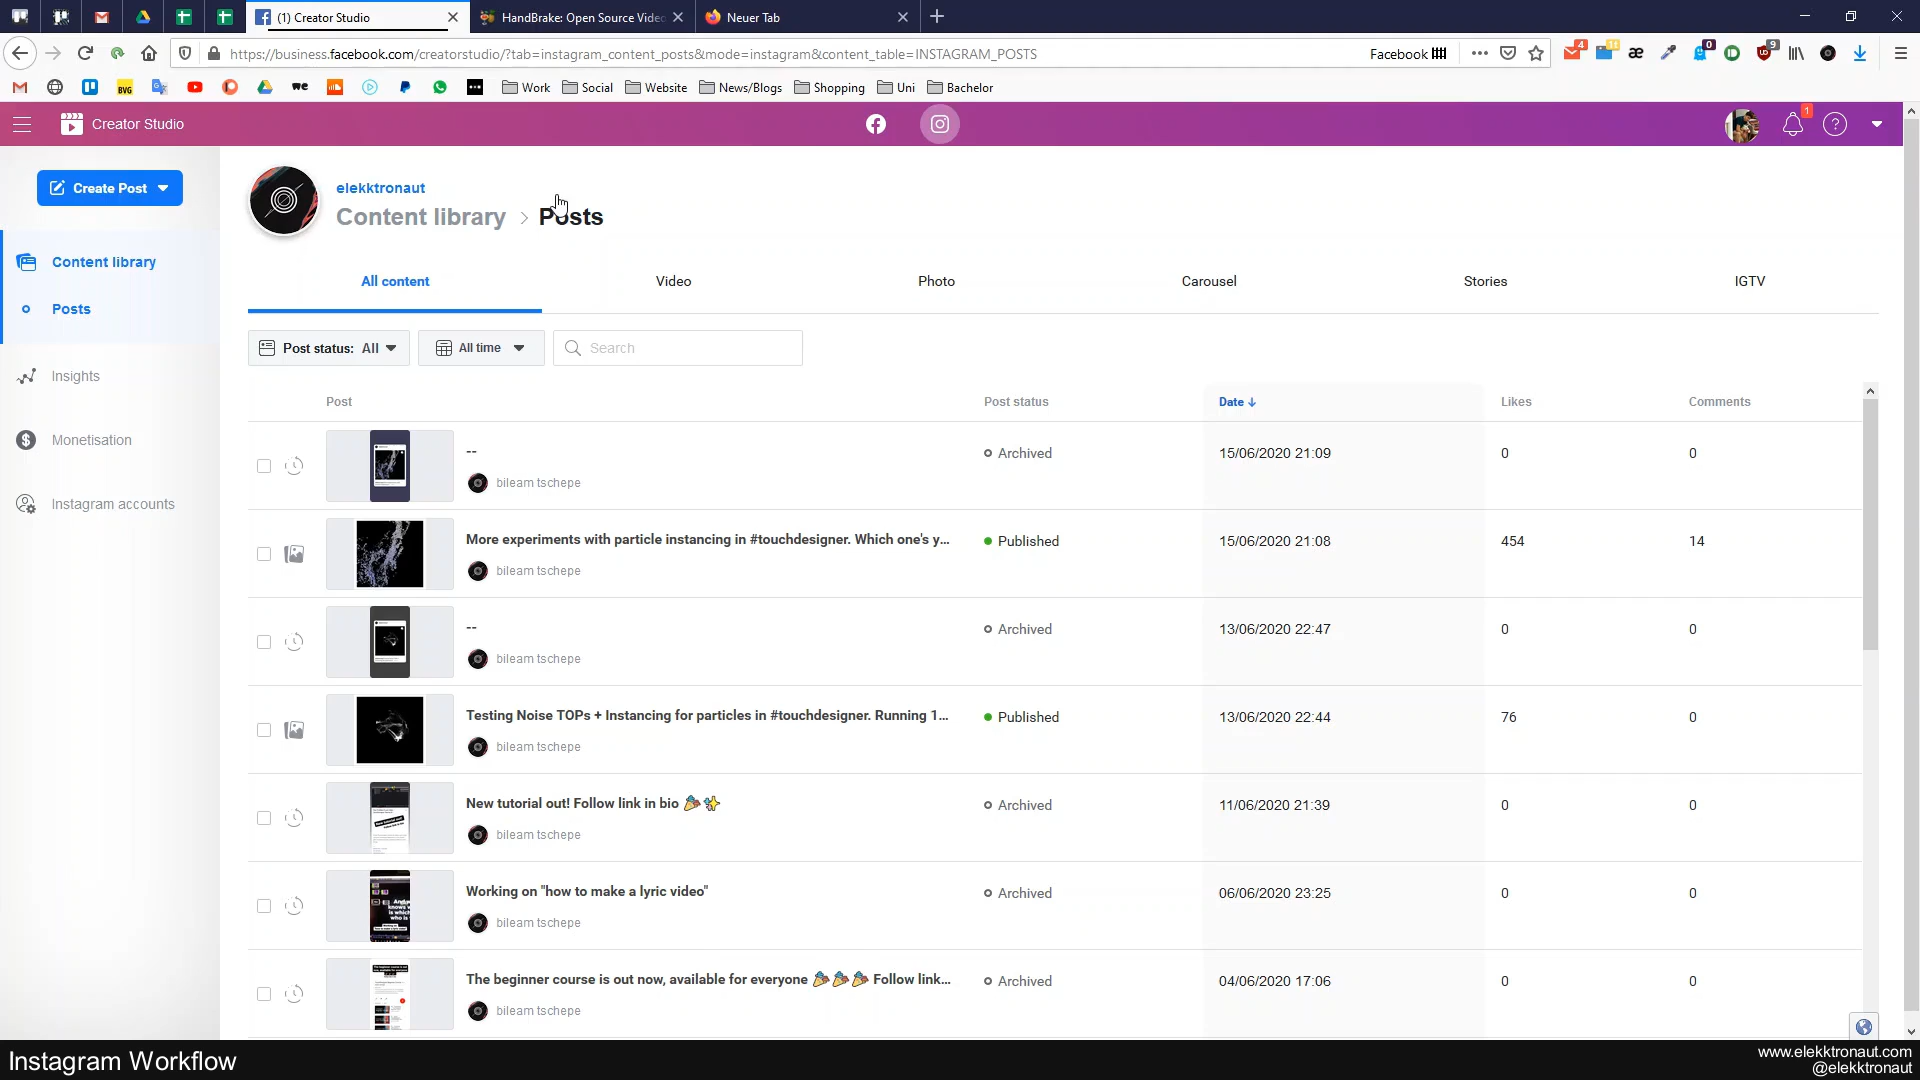 (1) Creator Studio
HandBrake: Open Source Vide
Neuer Tab
https://business.facebook.com/creatorstudio/?tab=instagram_content_posts&mode=instagram&content_table=INSTAGRAM_POSTS
Facebook
Work
Social
Website
News/Blogs
Shopping
Uni
Bachelor
Creator Studio
1
Create Post
elekktronaut
Content library > Posts
Content library
Posts
Insights
Monetisation
Instagram accounts
All content
Video
Photo
Carousel
Stories
IGTV
Post status: All
All time
Search
Post
Post status
Date ↓
Likes
Comments
--
bileam tschepe
Archived
15/06/2020 21:09
0
0
More experiments with particle instancing in #touchdesigner. Which one's y...
bileam tschepe
Published
15/06/2020 21:08
454
14
--
bileam tschepe
Archived
13/06/2020 22:47
0
0
Testing Noise TOPs + Instancing for particles in #touchdesigner. Running 1...
bileam tschepe
Published
13/06/2020 22:44
76
0
New tutorial out! Follow link in bio 🎉✨
bileam tschepe
Archived
11/06/2020 21:39
0
0
Working on "how to make a lyric video"
bileam tschepe
Archived
06/06/2020 23:25
0
0
The beginner course is out now, available for everyone 🎉🎉🎉 Follow link...
bileam tschepe
Archived
04/06/2020 17:06
0
0
Instagram Workflow
www.elekktronaut.com
@elekktronaut